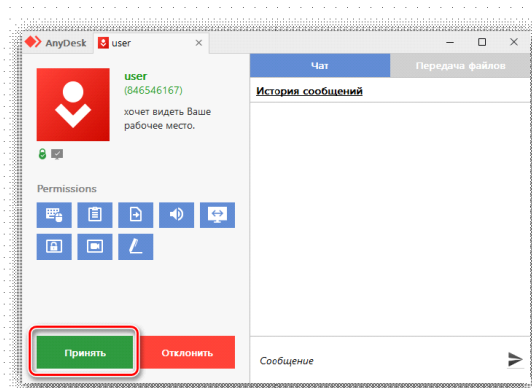 AnyDesk
user
user
(846546167)
хочет видеть Ваше
рабочее место.
Permissions
Принять
Отклонить
Чат
Передача файлов
История сообщений
Сообщение